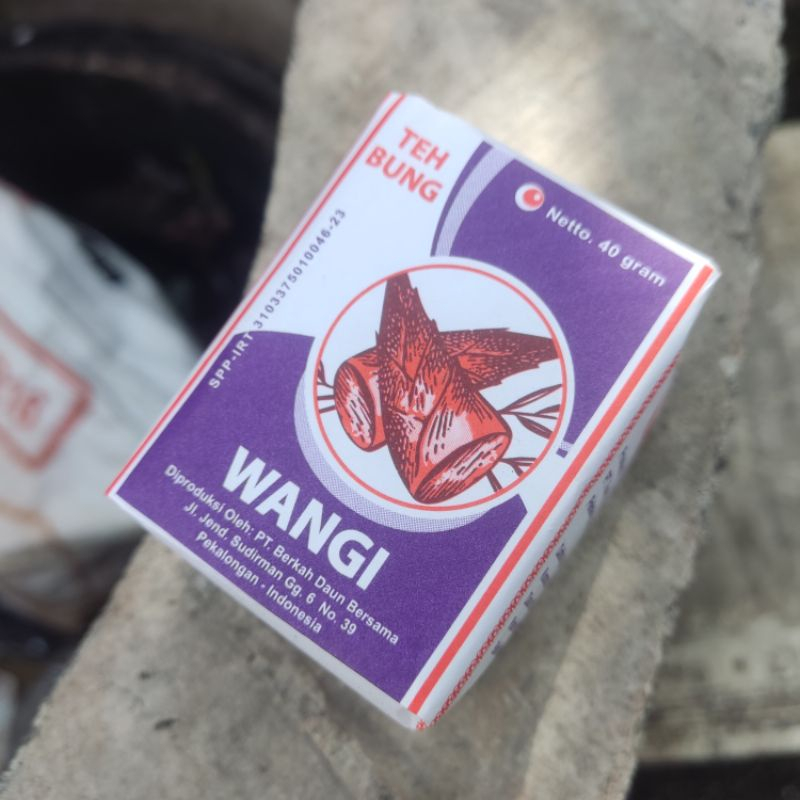 TEH
BUNG
Netto. 40 gram
SPP-IRT 3103375010046-23
WANGI
Diproduksi Oleh: PT. Berkah Daun Bersama
Jl. Jend. Sudirman Gg. 6 No. 39
Pekalongan - Indonesia